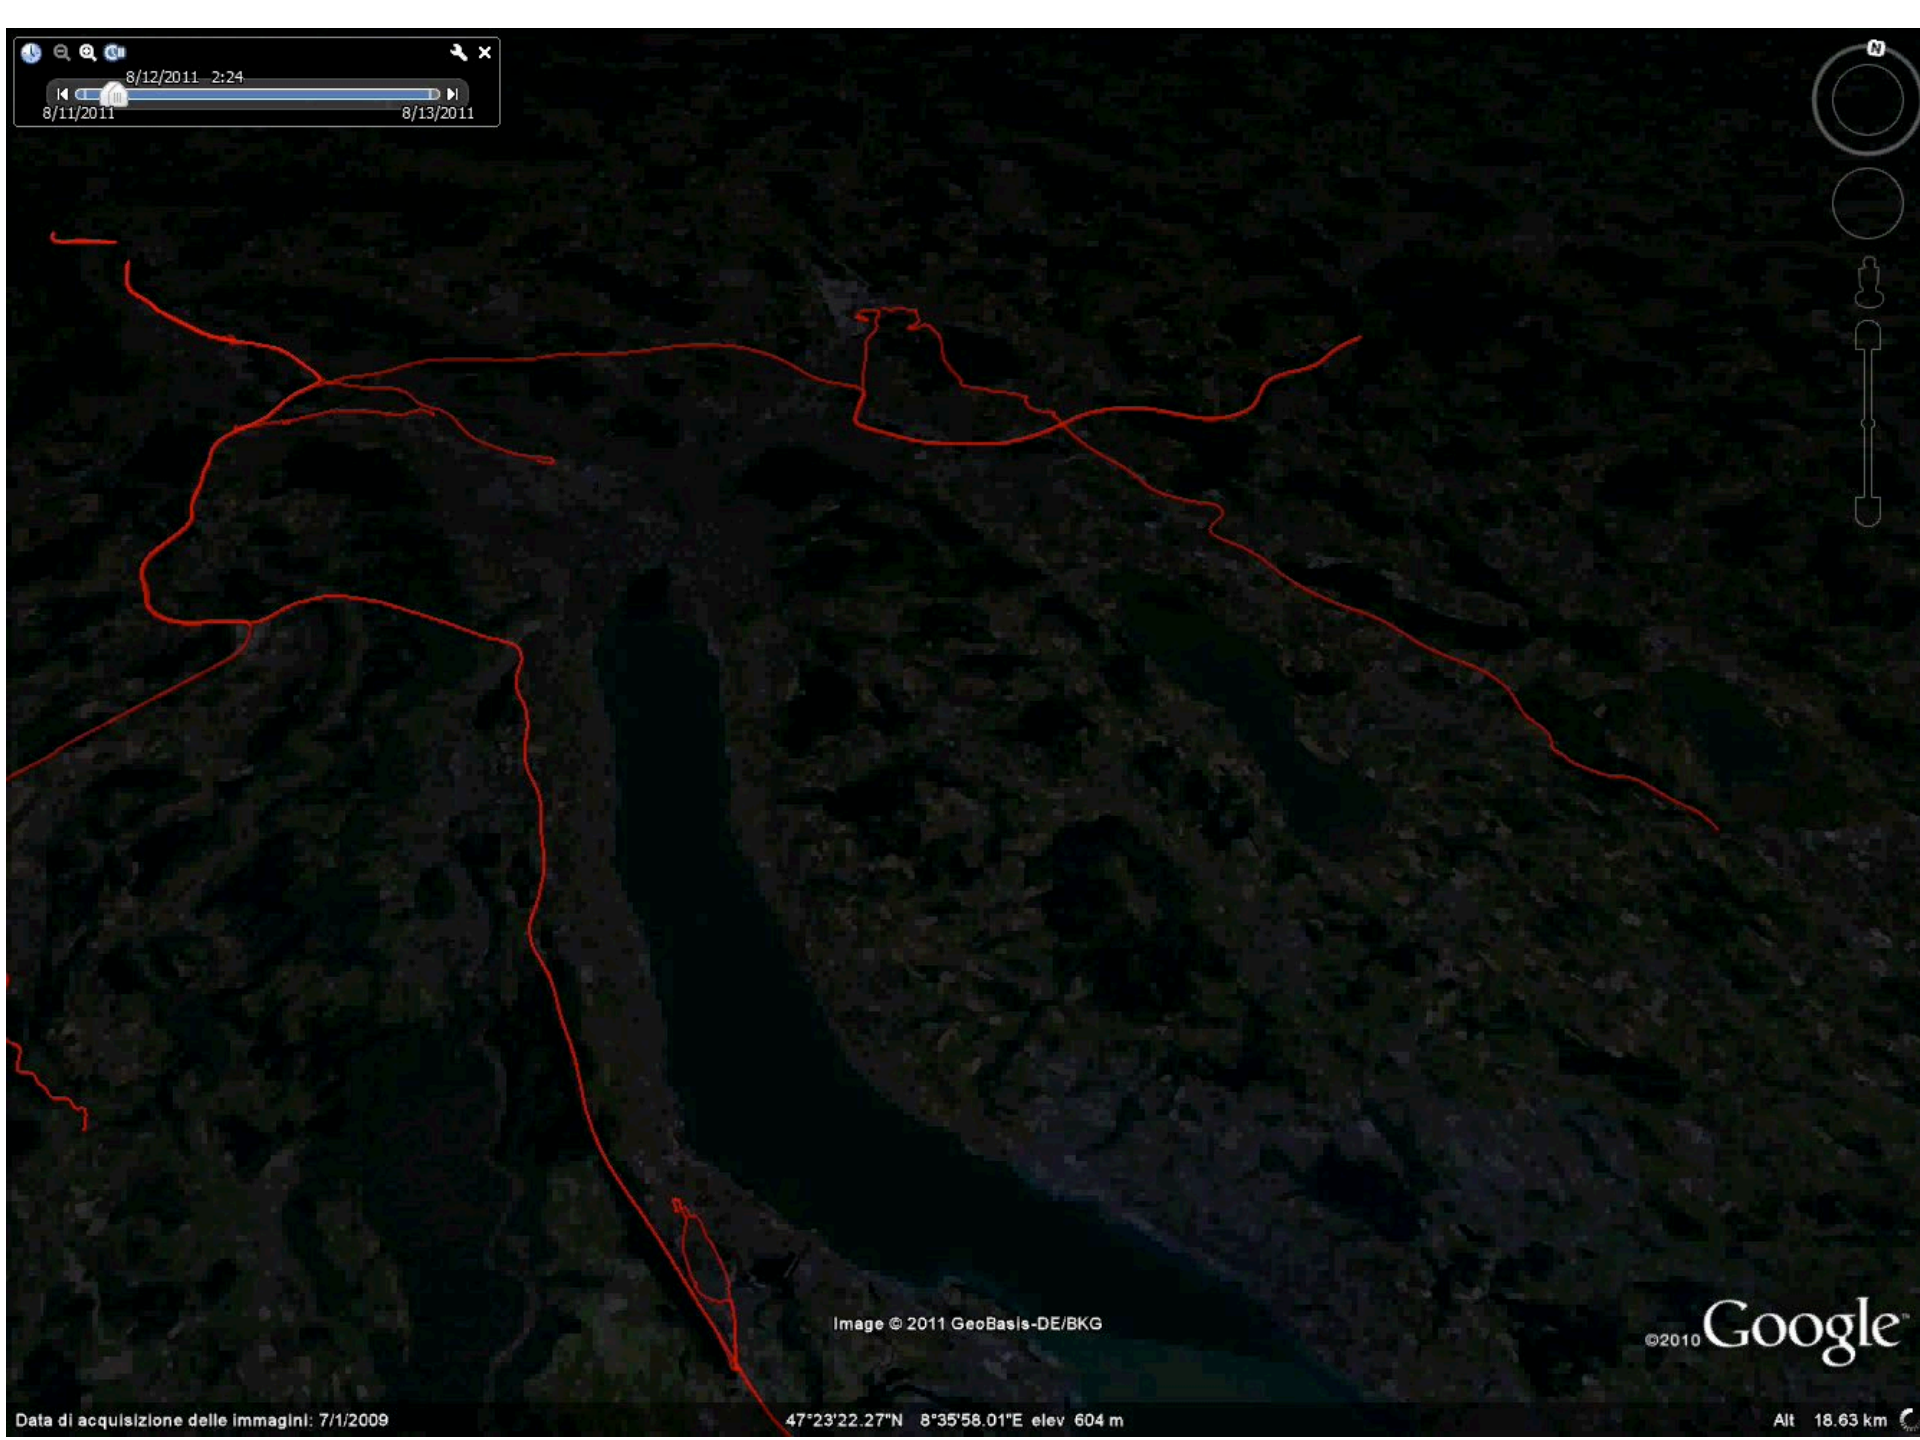 8/12/2011 2:24
8/11/2011 8/13/2011
N
Image © 2011 GeoBasis-DE/BKG
©2010 Google
Data di acquisizione delle immagini: 7/1/2009 47°23'22.27"N 8°35'58.01"E elev 604 m Alt 18.63 km